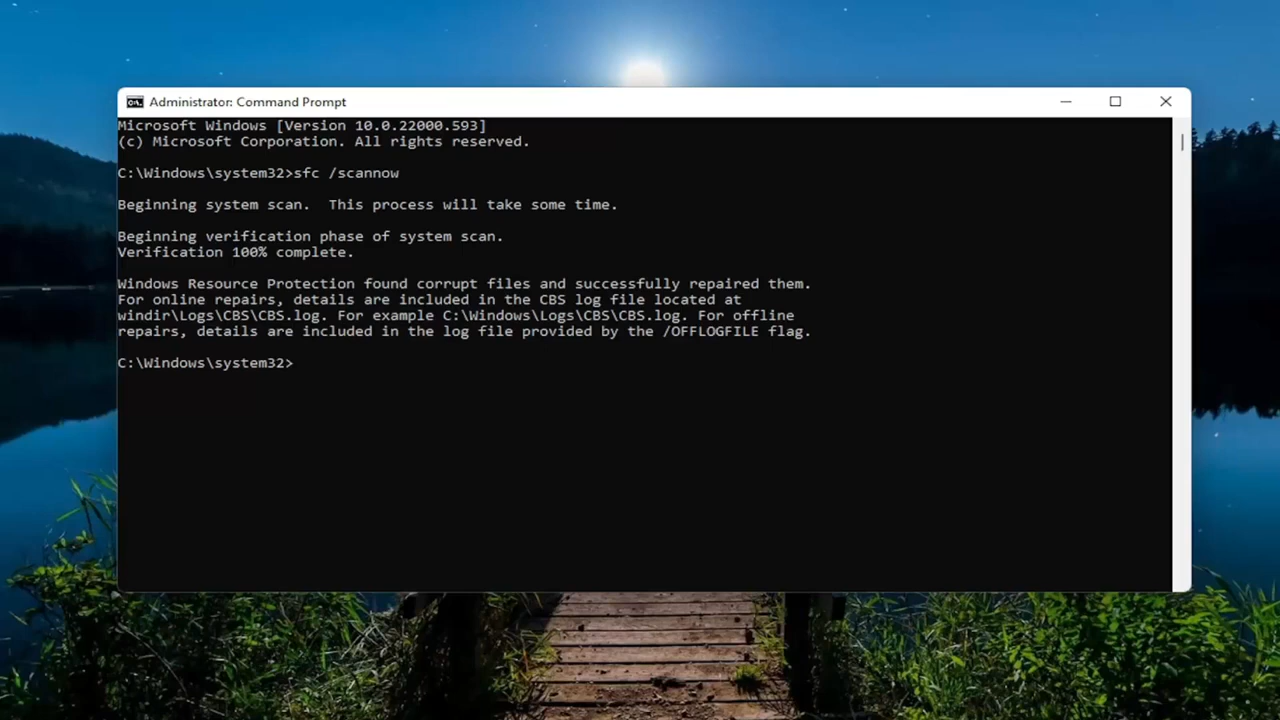 Administrator: Command Prompt
Microsoft Windows [Version 10.0.22000.593]
(c) Microsoft Corporation. All rights reserved.
C:\Windows\system32>sfc /scannow
Beginning system scan.  This process will take some time.
Beginning verification phase of system scan.
Verification 100% complete.
Windows Resource Protection found corrupt files and successfully repaired them.
For online repairs, details are included in the CBS log file located at
windir\Logs\CBS\CBS.log. For example C:\Windows\Logs\CBS\CBS.log. For offline
repairs, details are included in the log file provided by the /OFFLOGFILE flag.
C:\Windows\system32>